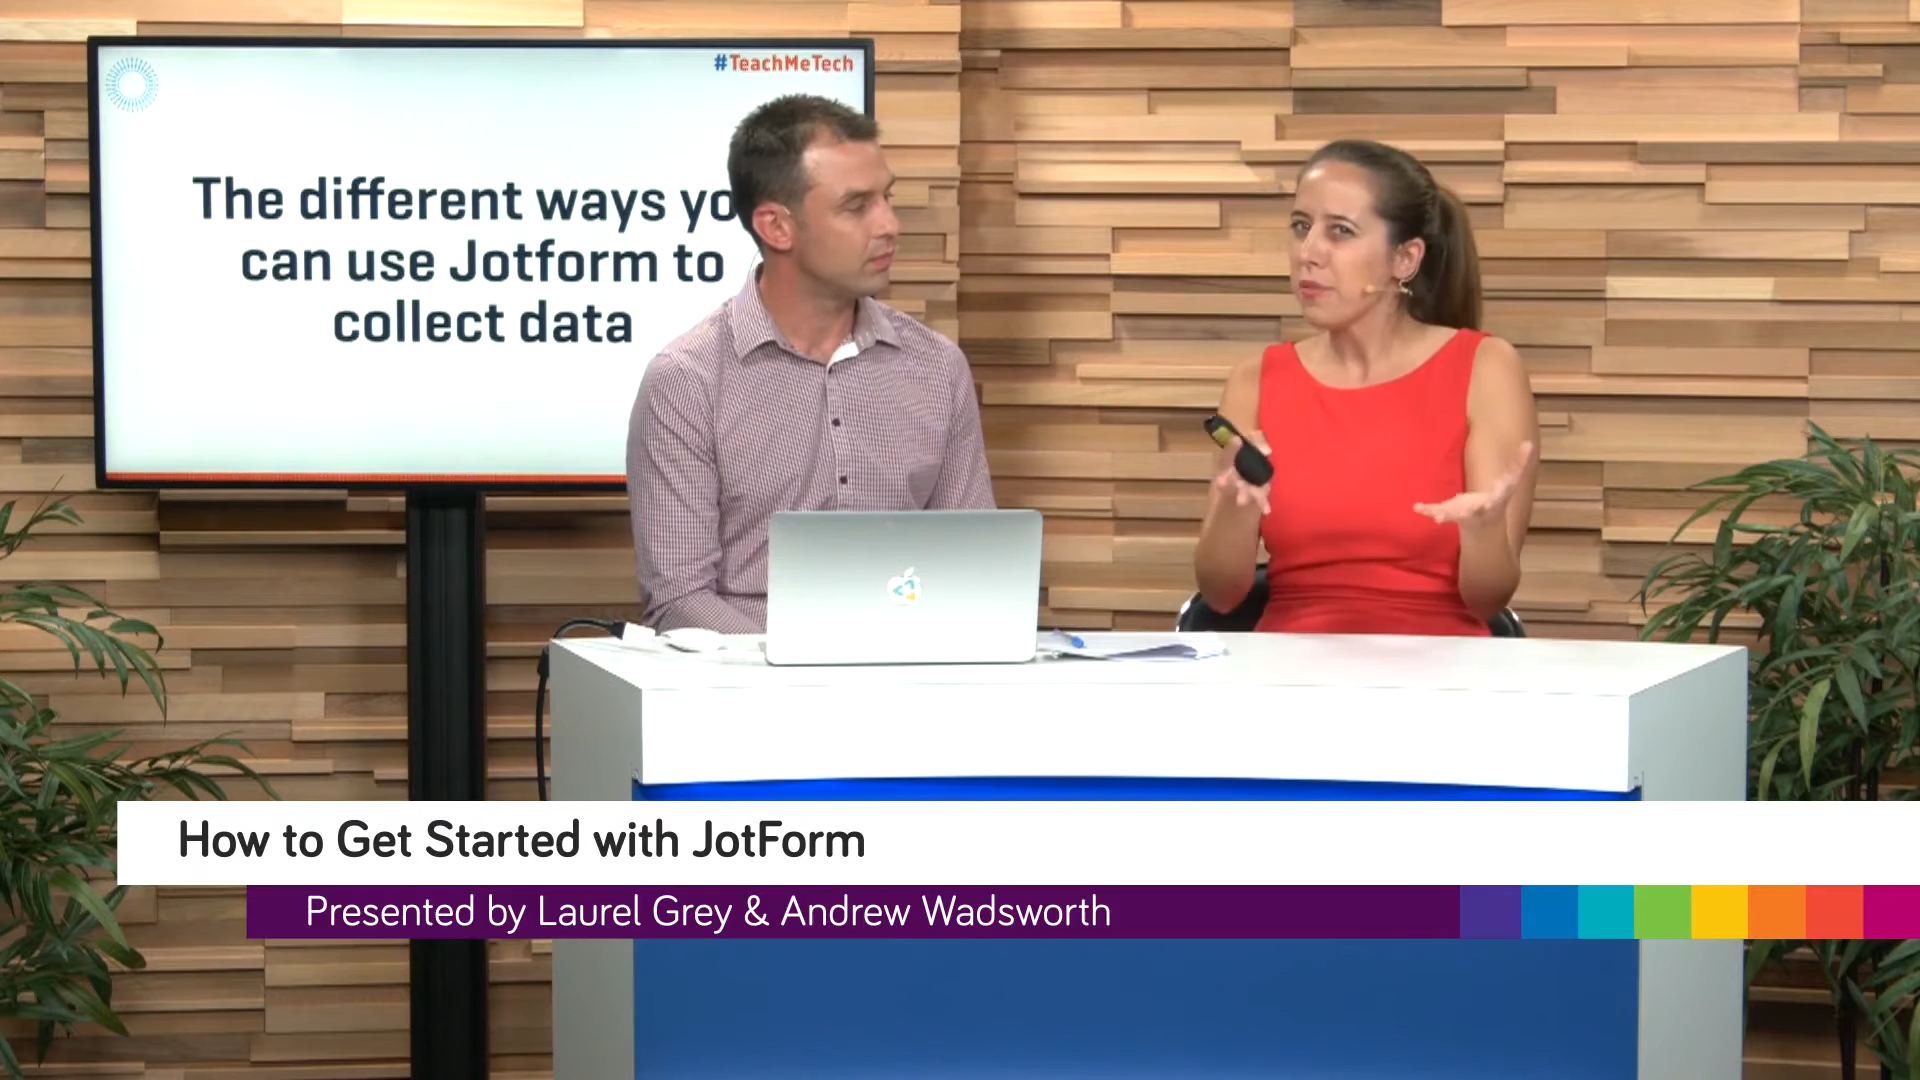 #TeachMeTech
The different ways yo
can use Jotform to
collect data
How to Get Started with JotForm
Presented by Laurel Grey & Andrew Wadsworth